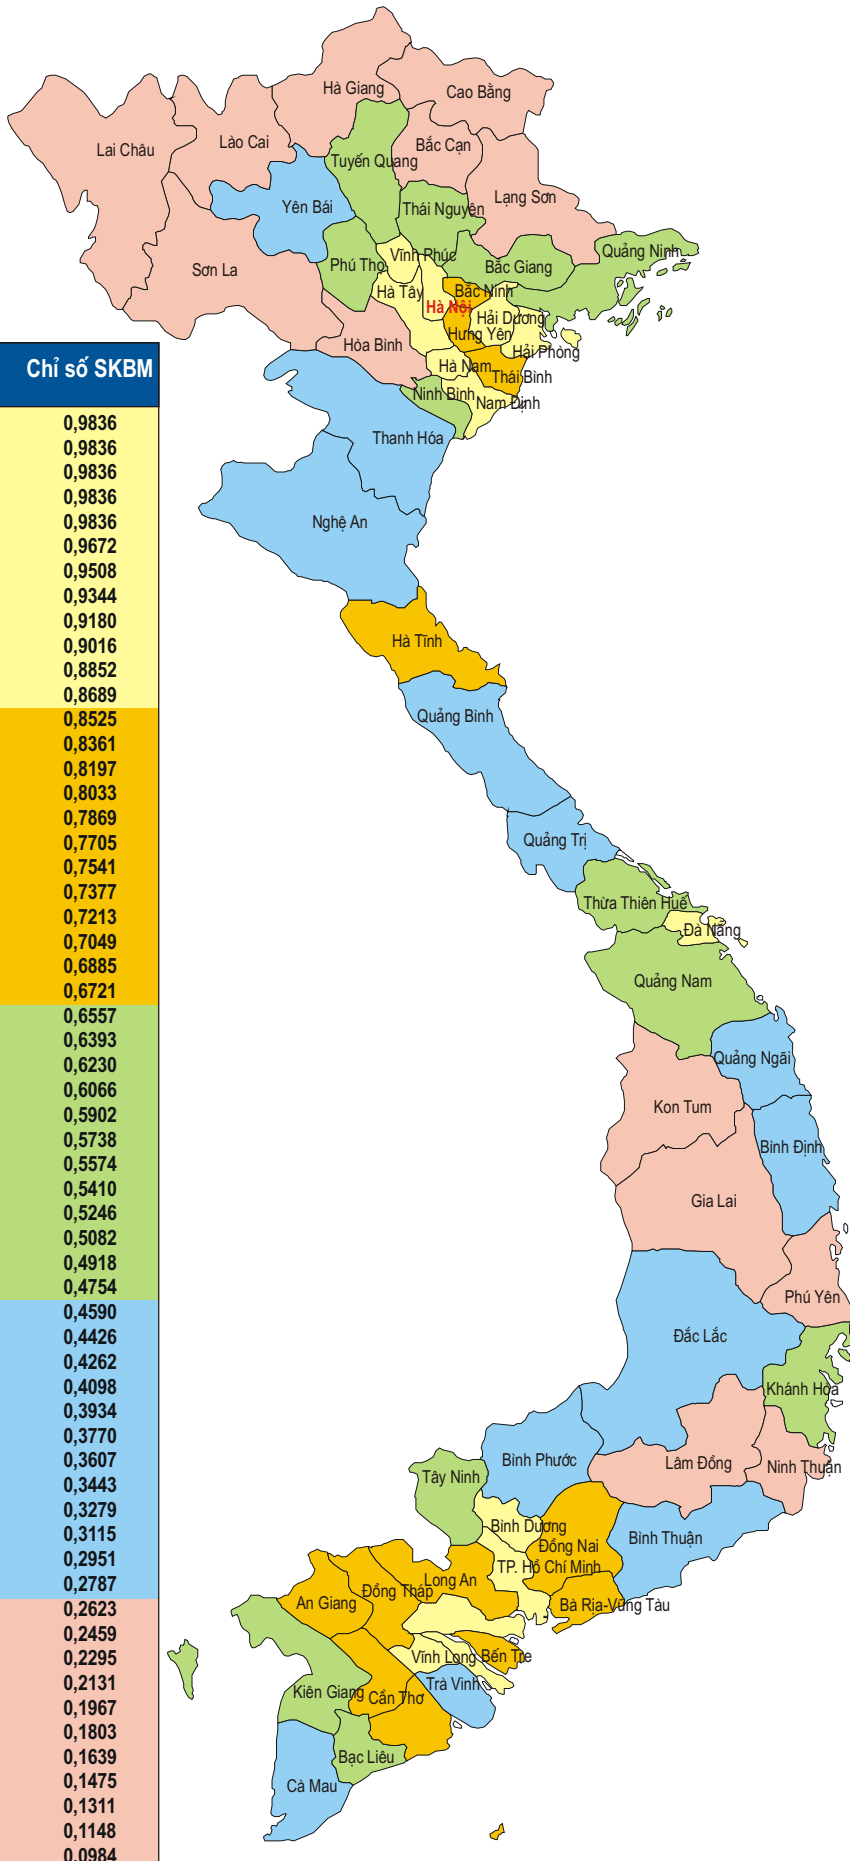 Hà Giang
Cao Bằng
Lai Châu
Lào Cai
Bắc Cạn
Tuyến Quang
Lạng Sơn
Yên Bái
Thái Nguyên
Quảng Ninh
Vĩnh Phúc
Phú Thọ
Bắc Giang
Sơn La
Hà Tây
Bắc Ninh
Hà Nội
Hải Dương
Hưng Yên
Hòa Bình
Hải Phòng
Hà Nam
Thái Bình
Ninh Bình
Nam Định
Thanh Hóa
Nghệ An
Hà Tĩnh
Quảng Bình
Quảng Trị
Thừa Thiên Huế
Đà Nẵng
Quảng Nam
Quảng Ngãi
Kon Tum
Bình Định
Gia Lai
Phú Yên
Đắc Lắc
Khánh Hòa
Bình Phước
Lâm Đồng
Ninh Thuận
Tây Ninh
Bình Dương
Bình Thuận
Đồng Nai
TP. Hồ Chí Minh
Long An
Đồng Tháp
An Giang
Bà Rịa-Vũng Tàu
Vĩnh Long
Bến Tre
Trà Vinh
Kiên Giang
Cần Thơ
Bạc Liêu
Cà Mau
Chỉ số SKBM
0,9836
0,9836
0,9836
0,9836
0,9836
0,9672
0,9508
0,9344
0,9180
0,9016
0,8852
0,8689
0,8525
0,8361
0,8197
0,8033
0,7869
0,7705
0,7541
0,7377
0,7213
0,7049
0,6885
0,6721
0,6557
0,6393
0,6230
0,6066
0,5902
0,5738
0,5574
0,5410
0,5246
0,5082
0,4918
0,4754
0,4590
0,4426
0,4262
0,4098
0,3934
0,3770
0,3607
0,3443
0,3279
0,3115
0,2951
0,2787
0,2623
0,2459
0,2295
0,2131
0,1967
0,1803
0,1639
0,1475
0,1311
0,1148
0,0984